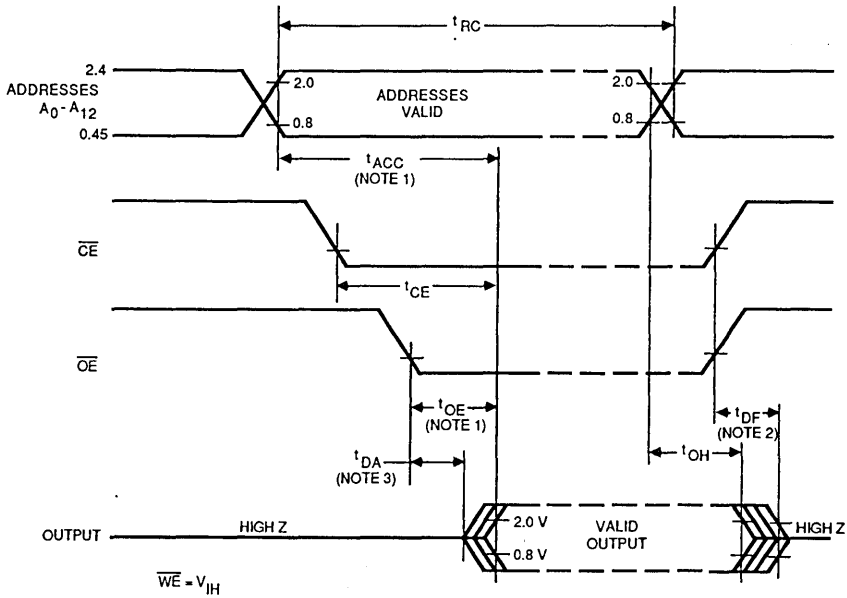 tRC
2.4
2.0
2.0
ADDRESSES
A0 - A12
ADDRESSES
VALID
0.8
0.8
0.45
tACC
(NOTE 1)
CE
tCE
OE
tOE
(NOTE 1)
tDF
(NOTE 2)
tDA
(NOTE 3)
tOH
OUTPUT
HIGH Z
2.0 V
0.8 V
VALID
OUTPUT
HIGH Z
WE = VIH